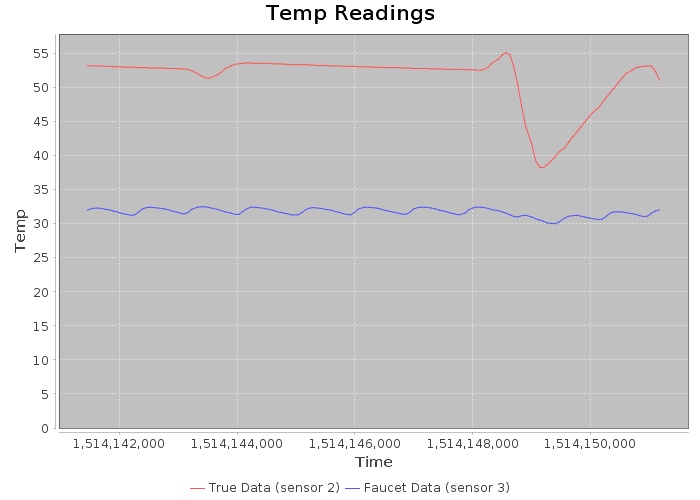 Temp Readings
55
50
45
40
35
30
25
20
15
10
5
0
Temp
1,514,142,000 1,514,144,000 1,514,146,000 1,514,148,000 1,514,150,000
Time
True Data (sensor 2) Faucet Data (sensor 3)